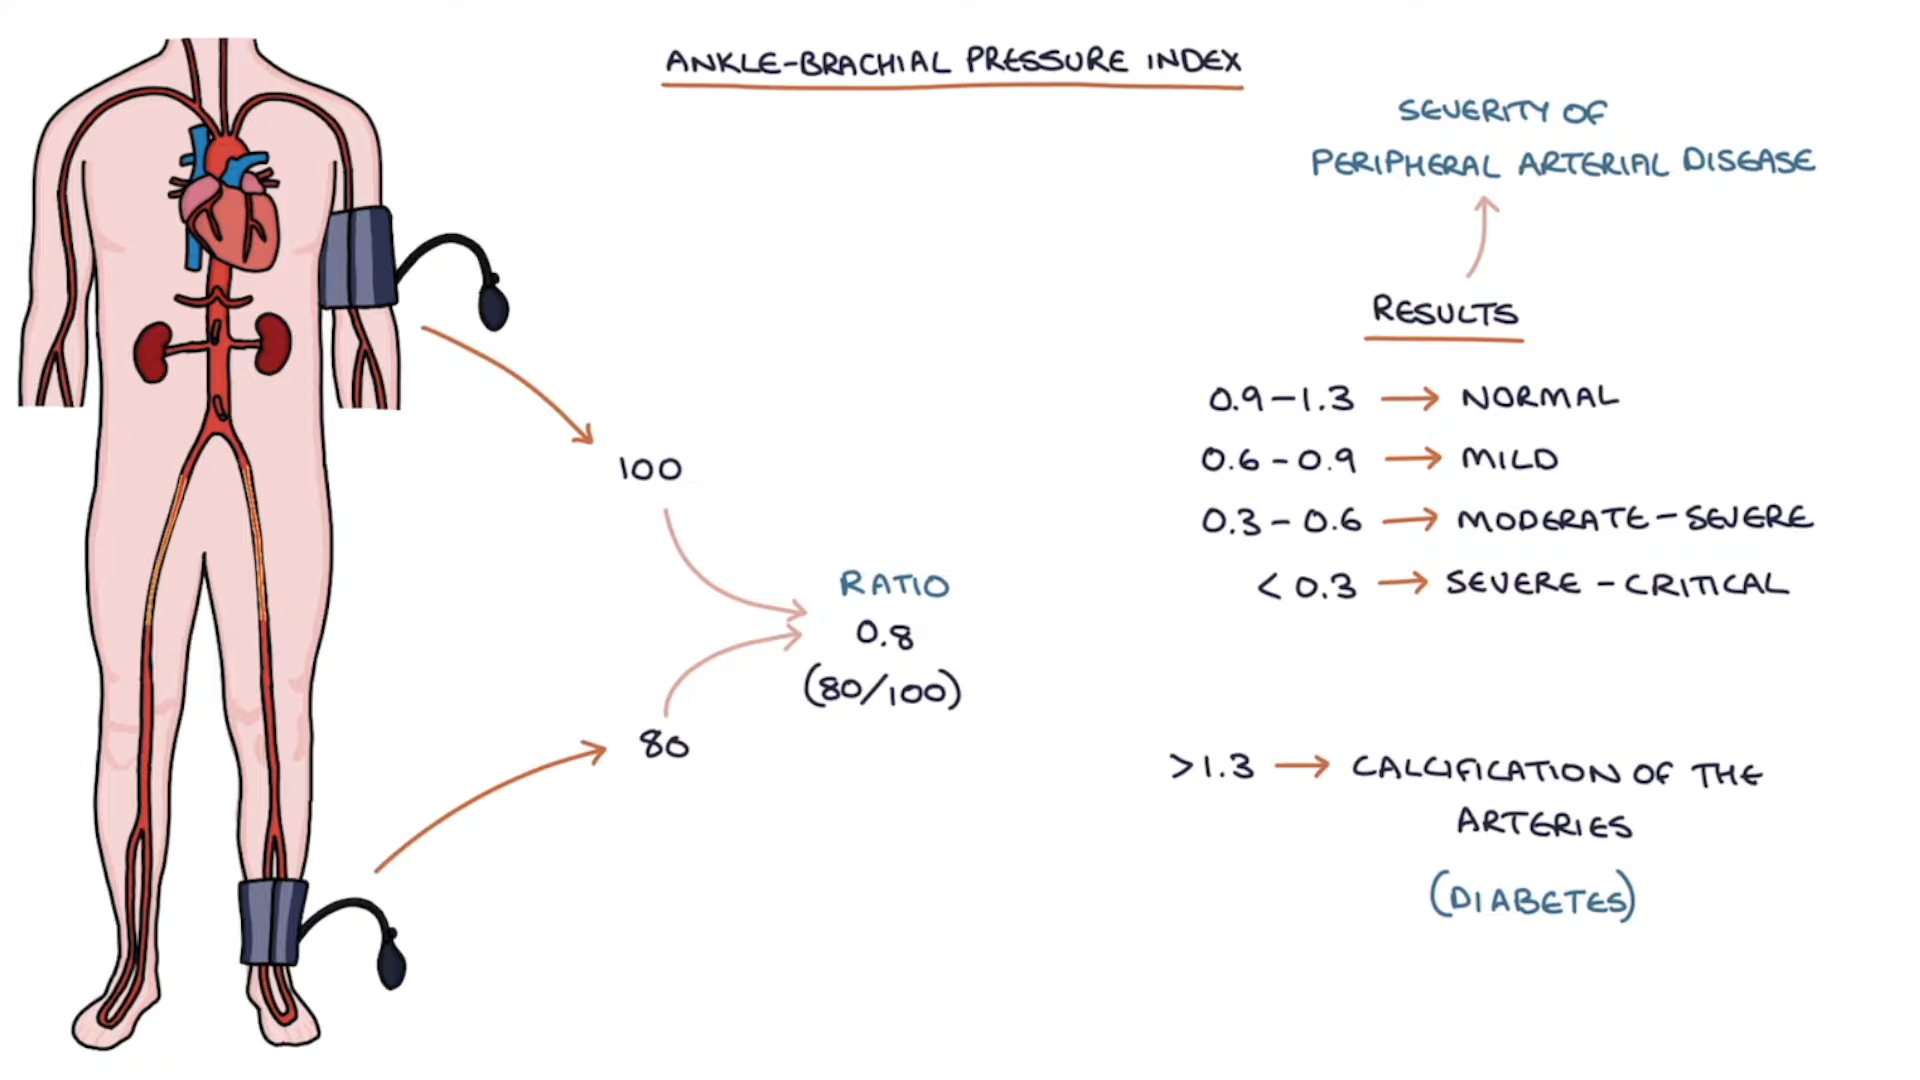 ANKLE-BRACHIAL PRESSURE INDEX
SEVERITY OF
PERIPHERAL ARTERIAL DISEASE
RESULTS
0.9-1.3 → NORMAL
0.6-0.9 → MILD
0.3-0.6 → MODERATE-SEVERE
<0.3 → SEVERE-CRITICAL
100
RATIO
0.8
(80/100)
80
>1.3 → CALCIFICATION OF THE
ARTERIES
(DIABETES)